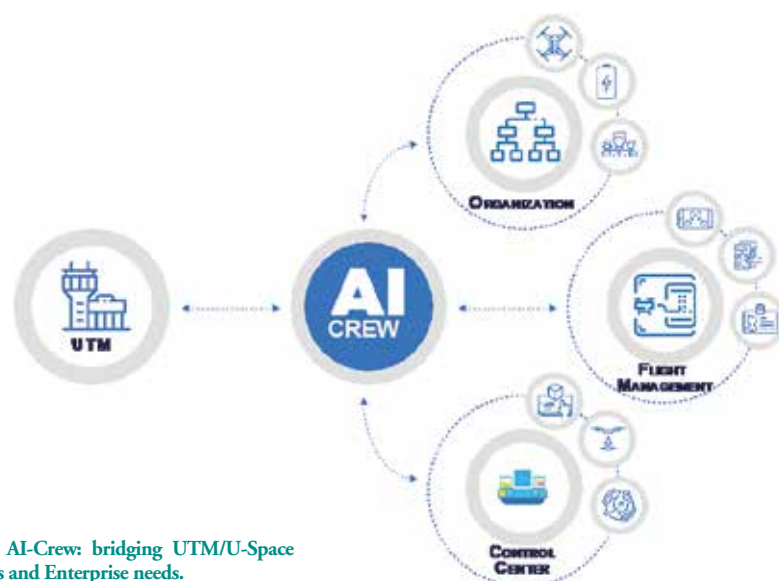 ORGANIZATION
UTM
AI
CREW
FLIGHT
MANAGEMENT
CONTROL
CENTER
AI-Crew: bridging UTM/U-Space
s and Enterprise needs.